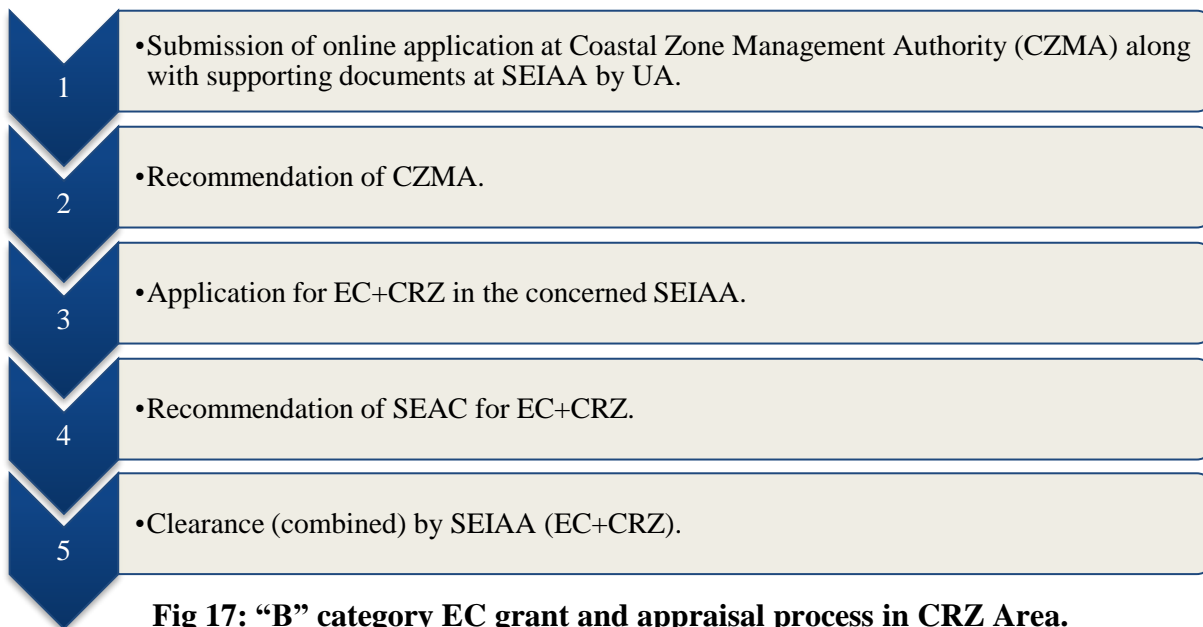 1
•Submission of online application at Coastal Zone Management Authority (CZMA) along
with supporting documents at SEIAA by UA.
2
•Recommendation of CZMA.
3
•Application for EC+CRZ in the concerned SEIAA.
4
•Recommendation of SEAC for EC+CRZ.
5
•Clearance (combined) by SEIAA (EC+CRZ).
Fig 17: “B” category EC grant and appraisal process in CRZ Area.